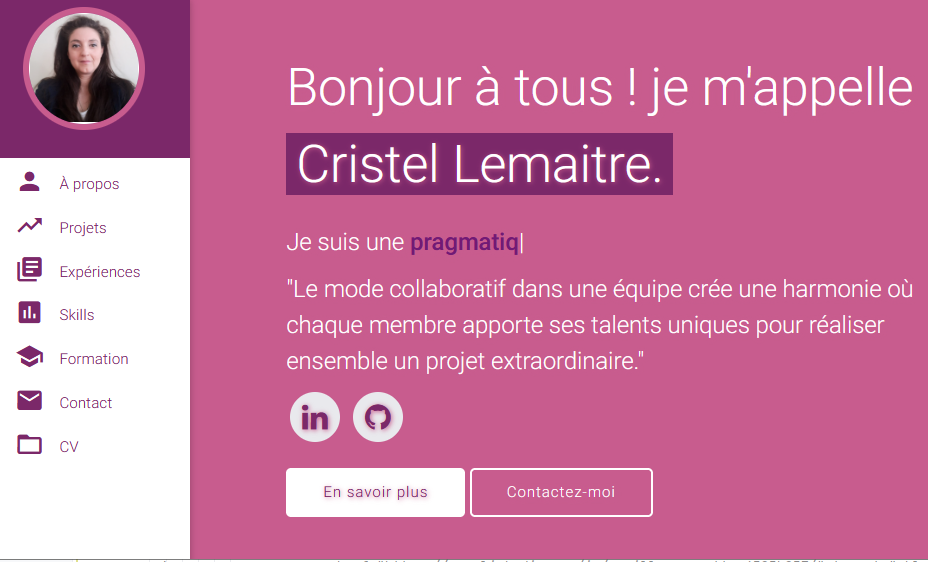 À propos
Projets
Expériences
Skills
Formation
Contact
CV
Bonjour à tous ! je m'appelle
Cristel Lemaitre.
Je suis une pragmatiq|
"Le mode collaboratif dans une équipe crée une harmonie où
chaque membre apporte ses talents uniques pour réaliser
ensemble un projet extraordinaire."
in
En savoir plus
Contactez-moi